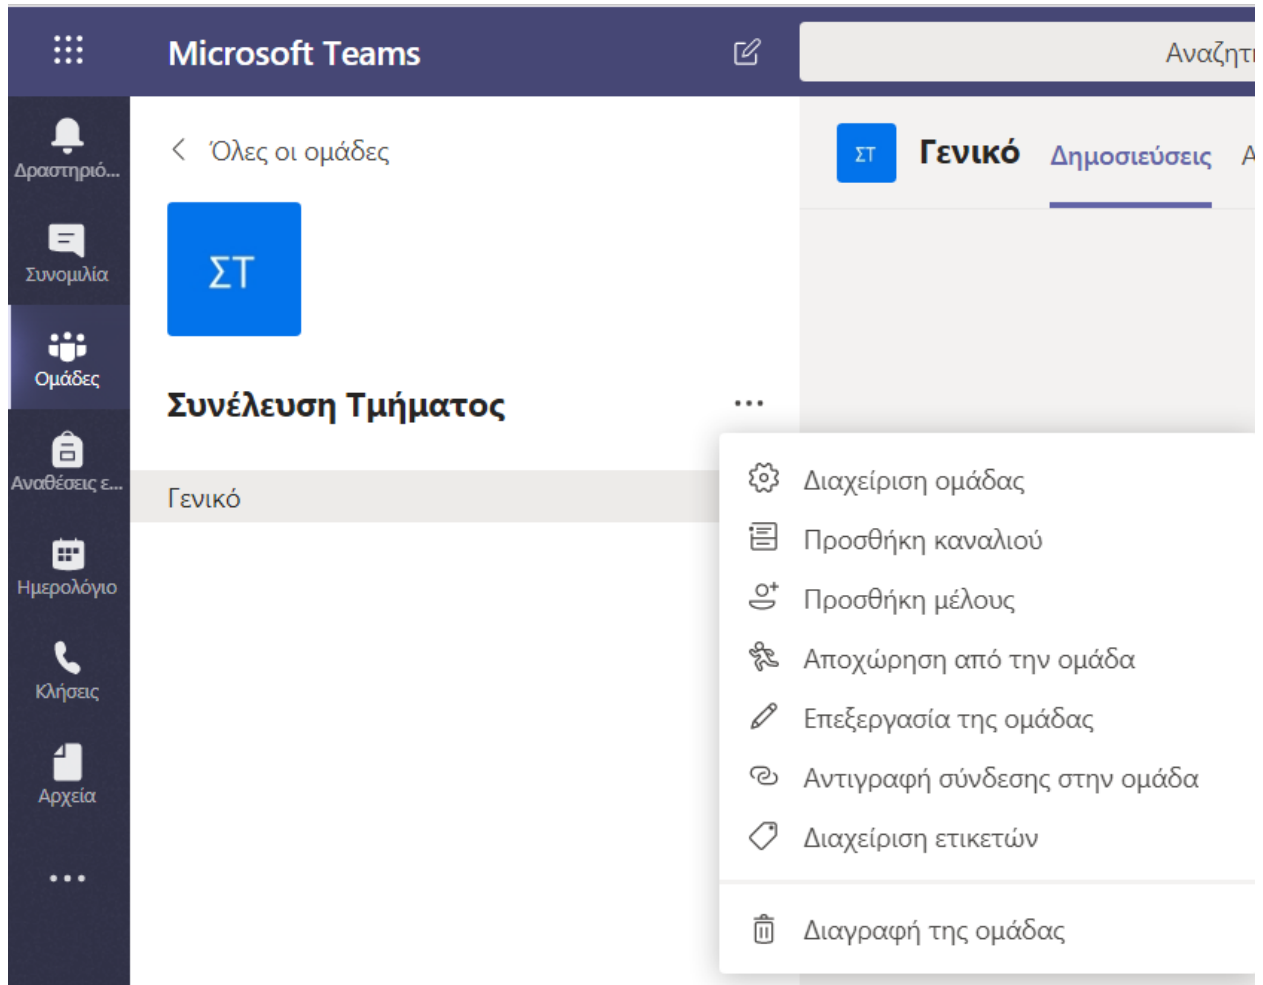 Microsoft Teams
Αναζητ
Δραστηριό...
Συνομιλία
Ομάδες
Αναθέσεις ε...
Ημερολόγιο
Κλήσεις
Αρχεία
Όλες οι ομάδες
ΣΤ
Συνέλευση Τμήματος
Γενικό
ΣΤ Γενικό Δημοσιεύσεις
Διαχείριση ομάδας
Προσθήκη καναλιού
Προσθήκη μέλους
Αποχώρηση από την ομάδα
Επεξεργασία της ομάδας
Αντιγραφή σύνδεσης στην ομάδα
Διαχείριση ετικετών
Διαγραφή της ομάδας